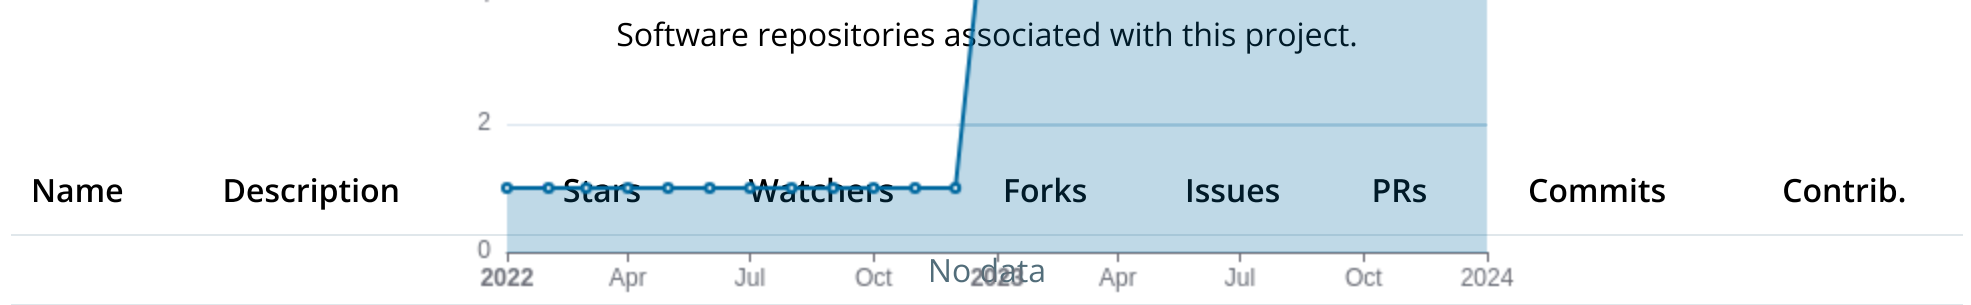 Software repositories associated with this project.
2
Name Description Stars Watchers Forks Issues PRs Commits Contrib.
0
No data
2022 Apr Jul Oct 2023 Apr Jul Oct 2024